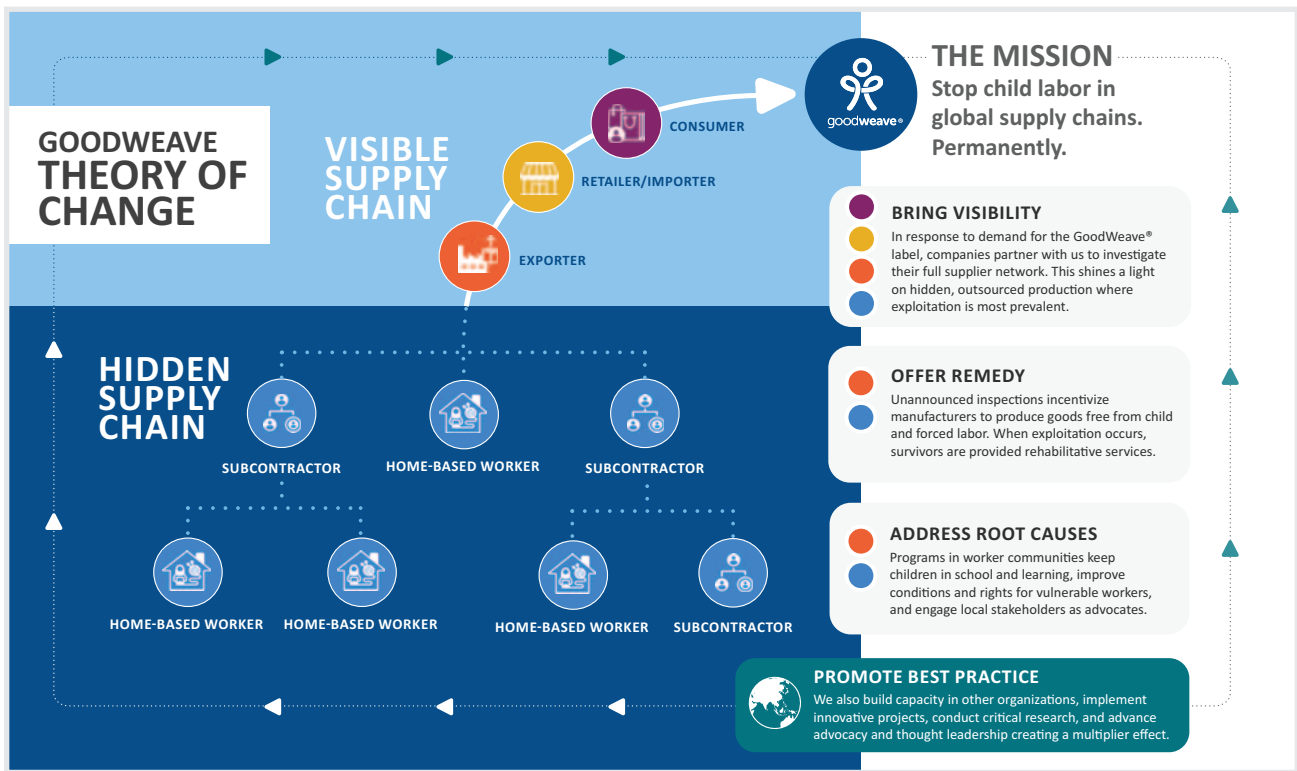 GOODWEAVE
THEORY OF
CHANGE
VISIBLE
SUPPLY
CHAIN
CONSUMER
RETAILER/IMPORTER
EXPORTER
goodweave®
THE MISSION
Stop child labor in
global supply chains.
Permanently.
BRING VISIBILITY
In response to demand for the GoodWeave®
label, companies partner with us to investigate
their full supplier network. This shines a light
on hidden, outsourced production where
exploitation is most prevalent.
HIDDEN
SUPPLY
CHAIN
SUBCONTRACTOR
HOME-BASED WORKER
SUBCONTRACTOR
HOME-BASED WORKER
HOME-BASED WORKER
HOME-BASED WORKER
SUBCONTRACTOR
OFFER REMEDY
Unannounced inspections incentivize
manufacturers to produce goods free from child
and forced labor. When exploitation occurs,
survivors are provided rehabilitative services.
ADDRESS ROOT CAUSES
Programs in worker communities keep
children in school and learning, improve
conditions and rights for vulnerable workers,
and engage local stakeholders as advocates.
PROMOTE BEST PRACTICE
We also build capacity in other organizations, implement
innovative projects, conduct critical research, and advance
advocacy and thought leadership creating a multiplier effect.